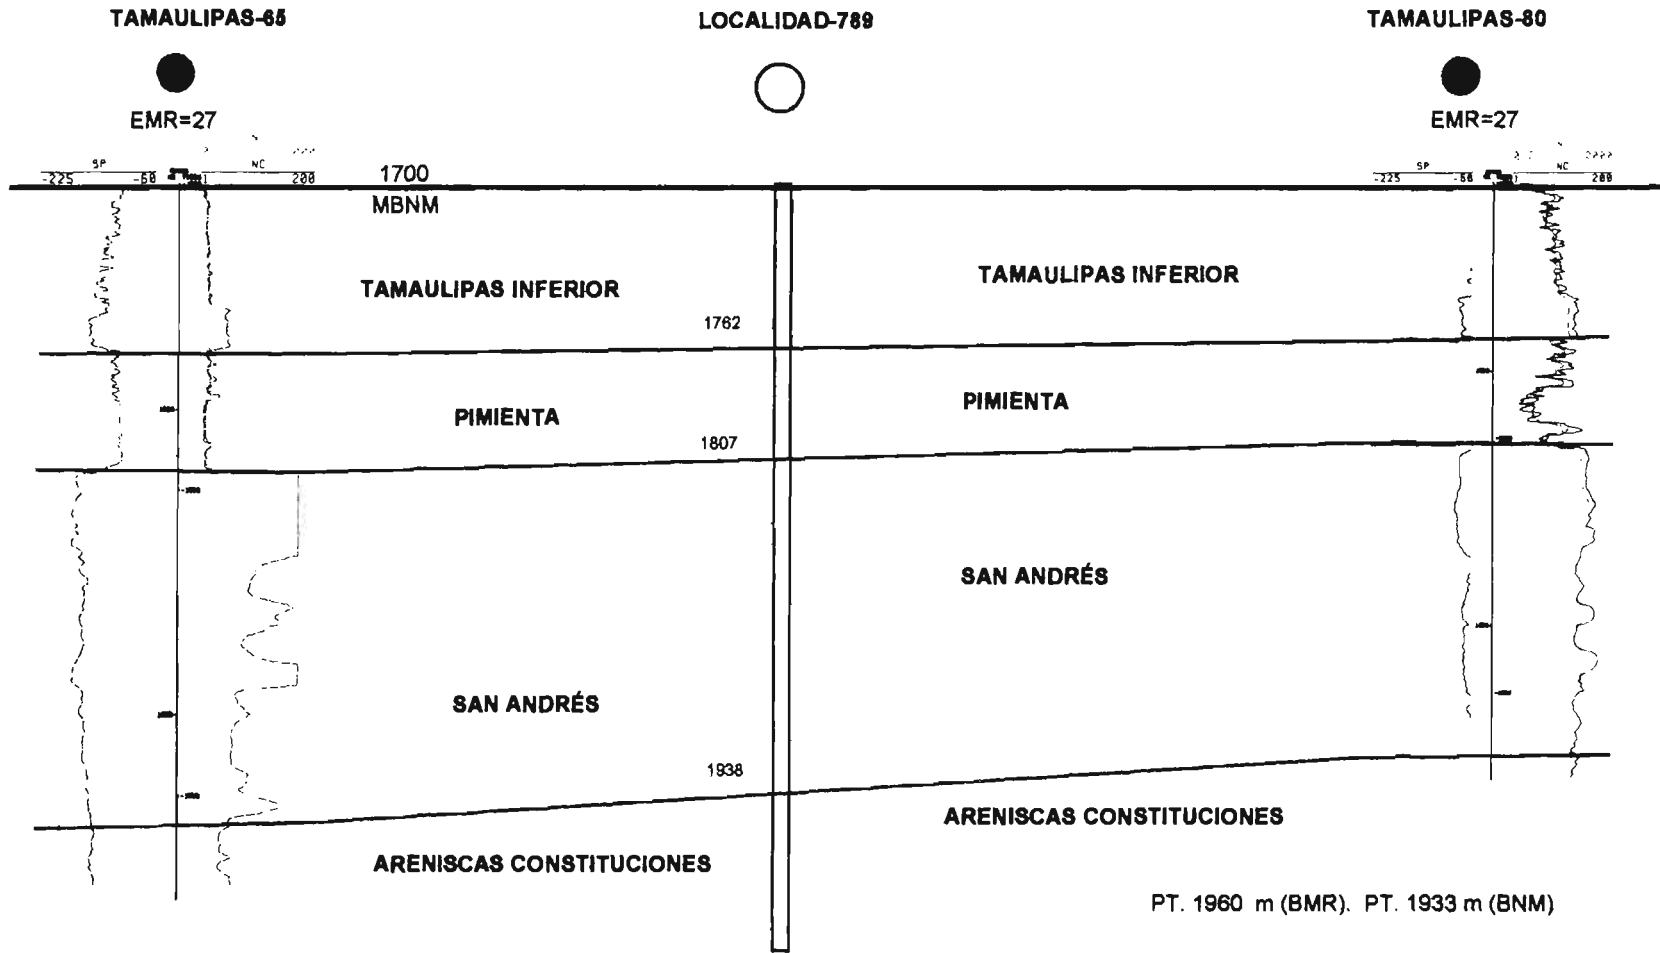 TAMAULIPAS-65
LOCALIDAD-789
TAMAULIPAS-80
EMR=27
EMR=27
SP
NC
-225
-60
200
SP
NC
2000
-225
-60
200
1700
MBNM
TAMAULIPAS INFERIOR
TAMAULIPAS INFERIOR
1762
PIMIENTA
PIMIENTA
1807
SAN ANDRÉS
SAN ANDRÉS
1938
ARENISCAS CONSTITUCIONES
ARENISCAS CONSTITUCIONES
PT. 1960 m (BMR). PT. 1933 m (BNM)